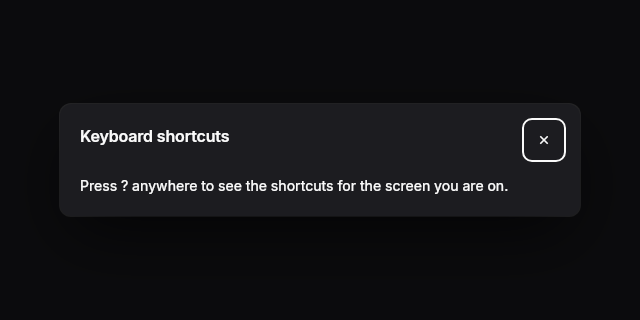 Keyboard shortcuts
×
Press ? anywhere to see the shortcuts for the screen you are on.